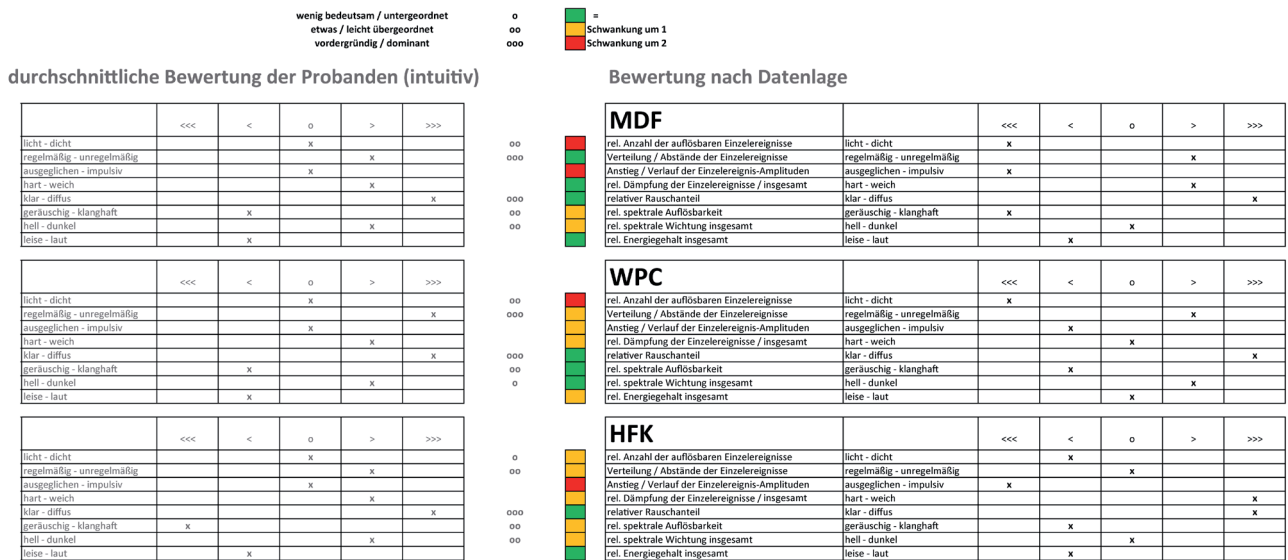 wenig bedeutsam / untergeordnet o =
etwas / leicht übergeordnet oo Schwankung um 1
vordergründig / dominant ooo Schwankung um 2
durchschnittliche Bewertung der Probanden (intuitiv) Bewertung nach Datenlage
<<< < o > >>> MDF <<< < o > >>>
licht - dicht x oo rel. Anzahl der auflösbaren Einzelereignisse licht - dicht x
regelmäßig - unregelmäßig x ooo Verteilung / Abstände der Einzelereignisse regelmäßig - unregelmäßig x
ausgeglichen - impulsiv x Anstieg / Verlauf der Einzelereignis-Amplituden ausgeglichen - impulsiv x
hart - weich x rel. Dämpfung der Einzelereignisse / insgesamt hart - weich x
klar - diffus x ooo relativer Rauschanteil klar - diffus x
geräuschig - klanghaft x oo rel. spektrale Auflösbarkeit geräuschig - klanghaft x
hell - dunkel x oo rel. spektrale Wichtung insgesamt hell - dunkel x
leise - laut x rel. Energiegehalt insgesamt leise - laut x
<<< < o > >>> WPC <<< < o > >>>
licht - dicht x oo rel. Anzahl der auflösbaren Einzelereignisse licht - dicht x
regelmäßig - unregelmäßig x ooo Verteilung / Abstände der Einzelereignisse regelmäßig - unregelmäßig x
ausgeglichen - impulsiv x Anstieg / Verlauf der Einzelereignis-Amplituden ausgeglichen - impulsiv x
hart - weich x rel. Dämpfung der Einzelereignisse / insgesamt hart - weich x
klar - diffus x ooo relativer Rauschanteil klar - diffus x
geräuschig - klanghaft x oo rel. spektrale Auflösbarkeit geräuschig - klanghaft x
hell - dunkel x o rel. spektrale Wichtung insgesamt hell - dunkel x
leise - laut x rel. Energiegehalt insgesamt leise - laut x
<<< < o > >>> HFK <<< < o > >>>
licht - dicht x o rel. Anzahl der auflösbaren Einzelereignisse licht - dicht x
regelmäßig - unregelmäßig x oo Verteilung / Abstände der Einzelereignisse regelmäßig - unregelmäßig x
ausgeglichen - impulsiv x Anstieg / Verlauf der Einzelereignis-Amplituden ausgeglichen - impulsiv x
hart - weich x rel. Dämpfung der Einzelereignisse / insgesamt hart - weich x
klar - diffus x ooo relativer Rauschanteil klar - diffus x
geräuschig - klanghaft x oo rel. spektrale Auflösbarkeit geräuschig - klanghaft x
hell - dunkel x oo rel. spektrale Wichtung insgesamt hell - dunkel x
leise - laut x rel. Energiegehalt insgesamt leise - laut x